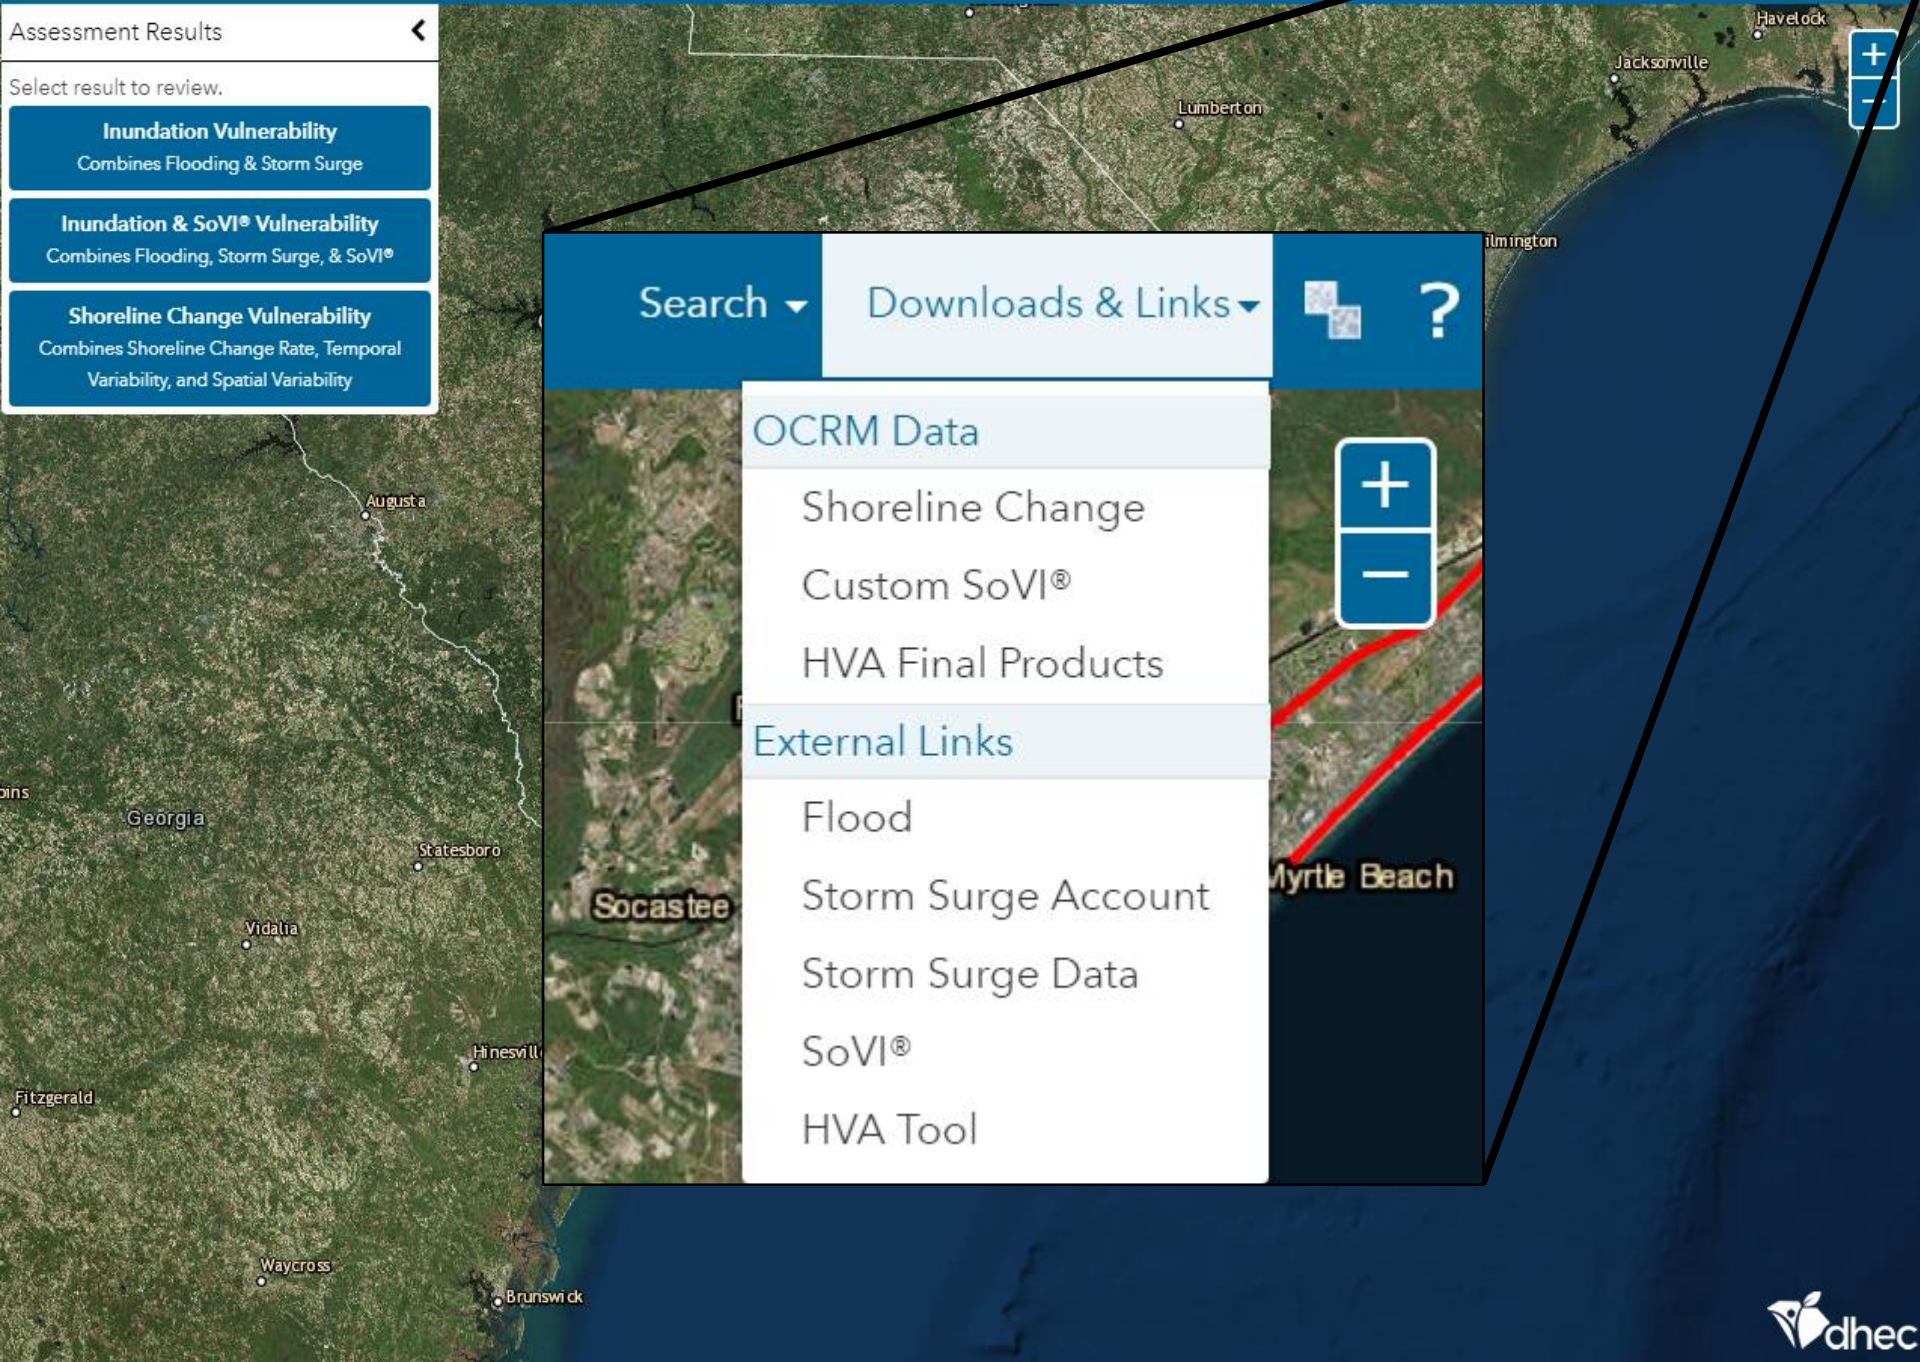 Assessment Results
Select result to review.
Inundation Vulnerability
Combines Flooding & Storm Surge
Inundation & SoVI® Vulnerability
Combines Flooding, Storm Surge, & SoVI®
Shoreline Change Vulnerability
Combines Shoreline Change Rate, Temporal
Variability, and Spatial Variability
Havelock
Jacksonville
Lumberton
ilmington
+
−
Search
Downloads & Links
?
OCRM Data
Shoreline Change
Custom SoVI®
HVA Final Products
External Links
Flood
Storm Surge Account
Storm Surge Data
SoVI®
HVA Tool
+
−
Socastee
Myrtle Beach
Augusta
Georgia
Statesboro
Vidalia
Hinesvill
Fitzgerald
Waycross
Brunswick
dhec